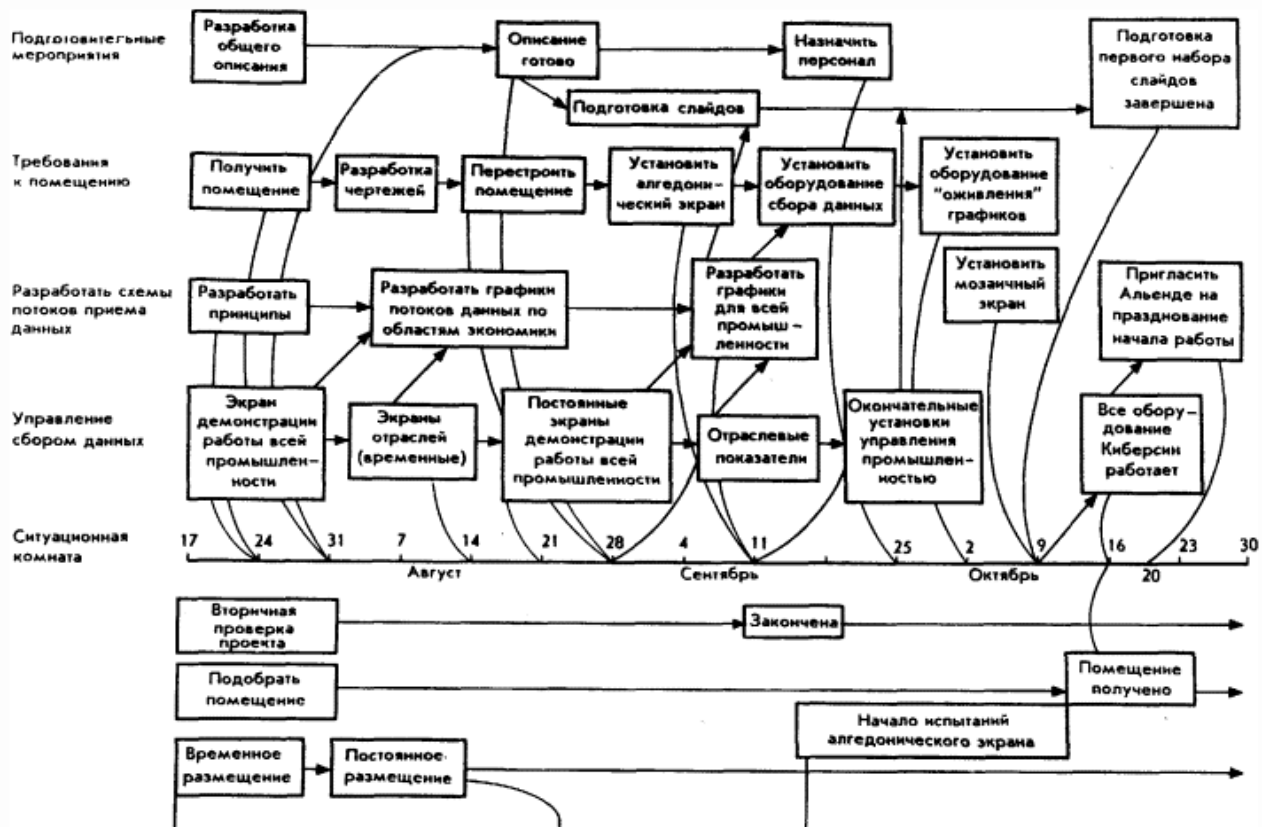 Подготовительные
мероприятия
Разработка
общего
описания
Описание
готово
Назначить
персонал
Подготовка
первого набора
слайдов
завершена
Подготовка слайдов
Требования
к помещению
Получить
помещение
Разработка
чертежей
Перестроить
помещение
Установить
алгедони–
ческий экран
Установить
оборудование
сбора данных
Установить
оборудование
"оживления"
графиков
Разработать схемы
потоков приема
данных
Разработать
принципы
Разработать графики
потоков данных по
областям экономики
Разработать
графики
для всей
промыш –
ленности
Установить
мозаичный
экран
Пригласить
Альенде на
празднование
начала работы
Управление
сбором данных
Экран
демонстрации
работы всей
промышлен–
ности
Экраны
отраслей
(временные)
Постоянные
экраны
демонстрации
работы всей
промышленности
Отраслевые
показатели
Окончательные
установки
управления
промышлен–
ностью
Все обору–
дование
Киберсин
работает
Ситуационная
комната
17 24 31 7 14 21 28 4 11 25 2 9 16 23 30
Август Сентябрь Октябрь 20
Вторичная
проверка
проекта
Закончена
Подобрать
помещение
Помещение
получено
Начало испытаний
алгедонического экрана
Временное
размещение
Постоянное
размещение